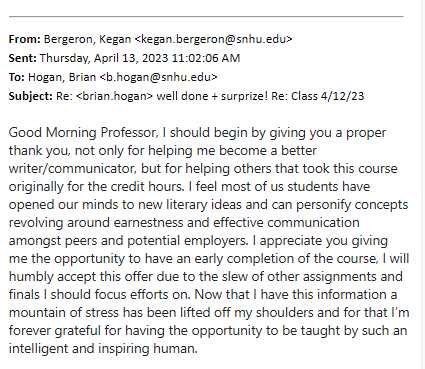 From: Bergeron, Kegan <kegan.bergeron@snhu.edu>
Sent: Thursday, April 13, 2023 11:02:06 AM
To: Hogan, Brian <b.hogan@snhu.edu>
Subject: Re: <brian.hogan> well done + surprize! Re: Class 4/12/23
Good Morning Professor, I should begin by giving you a proper
thank you, not only for helping me become a better
writer/communicator, but for helping others that took this course
originally for the credit hours. I feel most of us students have
opened our minds to new literary ideas and can personify concepts
revolving around earnestness and effective communication
amongst peers and potential employers. I appreciate you giving
me the opportunity to have an early completion of the course, I will
humbly accept this offer due to the slew of other assignments and
finals I should focus efforts on. Now that I have this information a
mountain of stress has been lifted off my shoulders and for that I'm
forever grateful for having the opportunity to be taught by such an
intelligent and inspiring human.